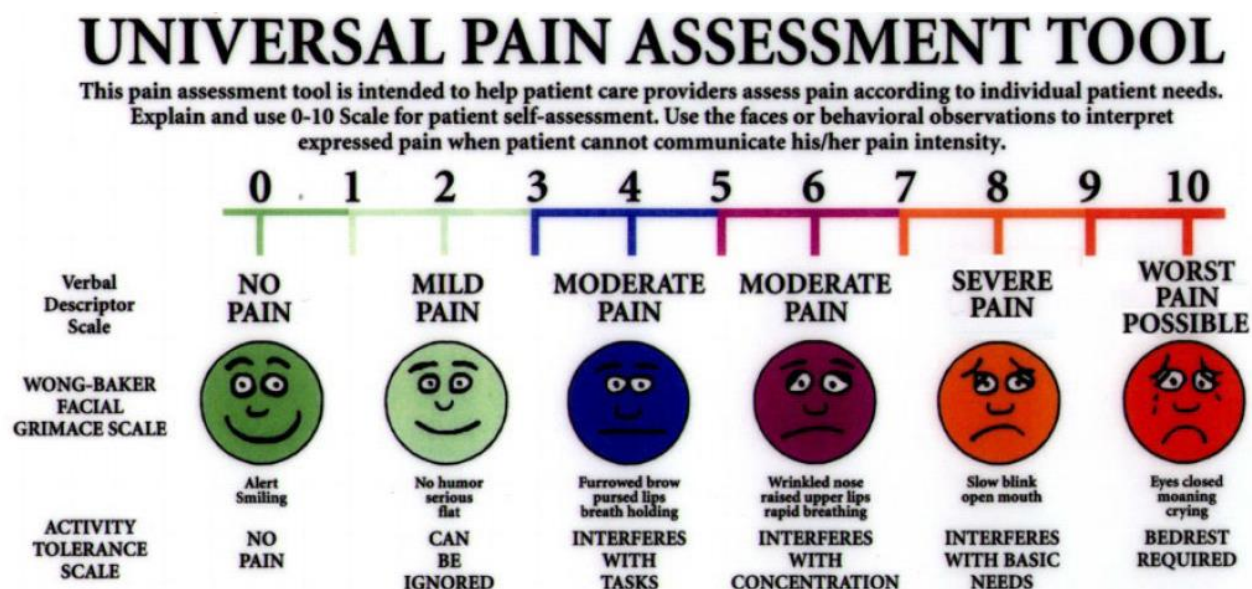 UNIVERSAL PAIN ASSESSMENT TOOL
This pain assessment tool is intended to help patient care providers assess pain according to individual patient needs.
Explain and use 0-10 Scale for patient self-assessment. Use the faces or behavioral observations to interpret
expressed pain when patient cannot communicate his/her pain intensity.
0 1 2 3 4 5 6 7 8 9 10
Verbal
Descriptor
Scale
NO
PAIN
MILD
PAIN
MODERATE
PAIN
MODERATE
PAIN
SEVERE
PAIN
WORST
PAIN
POSSIBLE
WONG-BAKER
FACIAL
GRIMACE SCALE
Alert
Smiling
No humor
serious
flat
Furrowed brow
pursed lips
breath holding
Wrinkled nose
raised upper lips
rapid breathing
Slow blink
open mouth
Eyes closed
moaning
crying
ACTIVITY
TOLERANCE
SCALE
NO
PAIN
CAN
BE
IGNORED
INTERFERES
WITH
TASKS
INTERFERES
WITH
CONCENTRATION
INTERFERES
WITH BASIC
NEEDS
BEDREST
REQUIRED